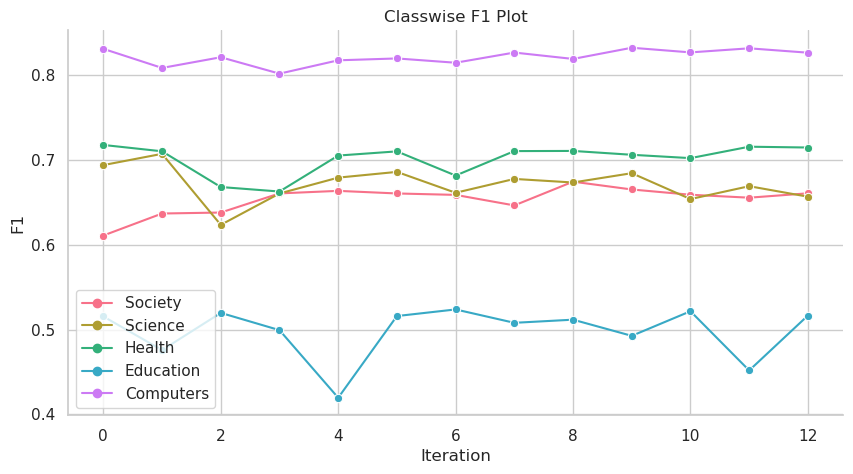 Classwise F1 Plot
F1
0.8
0.7
0.6
0.5
0.4
Society
Science
Health
Education
Computers
0 2 4 6 8 10 12
Iteration